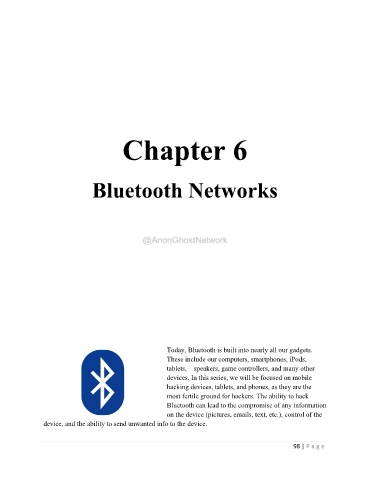 Chapter 6
Bluetooth Networks
@AnonGhostNetwork
Today, Bluetooth is built into nearly all our gadgets.
These include our computers, smartphones, iPods,
tablets, speakers, game controllers, and many other
devices. In this series, we will be focused on mobile
hacking devices, tablets, and phones, as they are the
most fertile ground for hackers. The ability to hack
Bluetooth can lead to the compromise of any information
on the device (pictures, emails, text, etc.), control of the
device, and the ability to send unwanted info to the device.
98 | P a g e